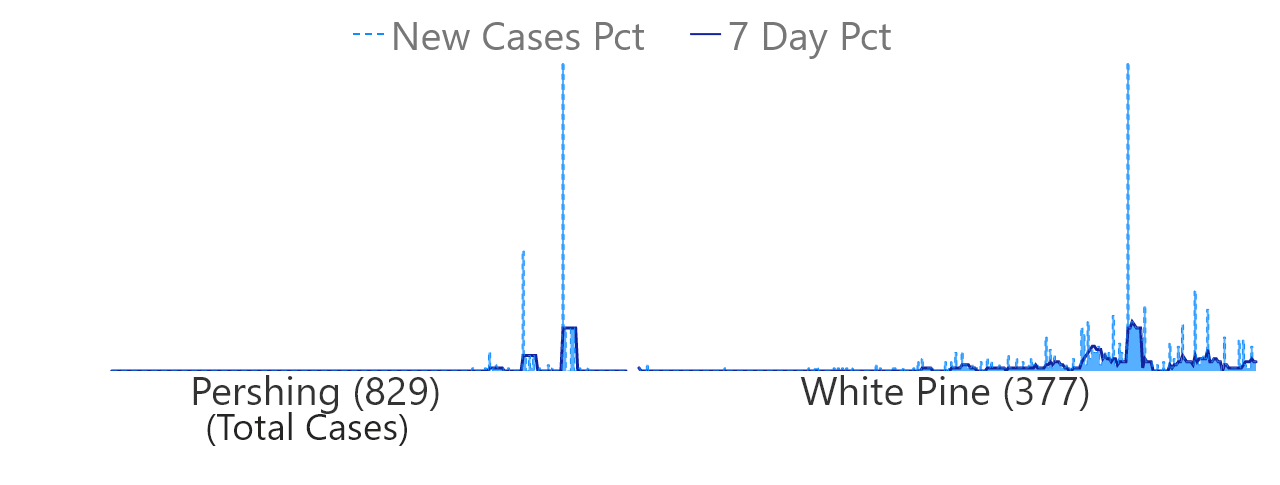 New Cases Pct 7 Day Pct
Pershing (829) White Pine (377)
(Total Cases)